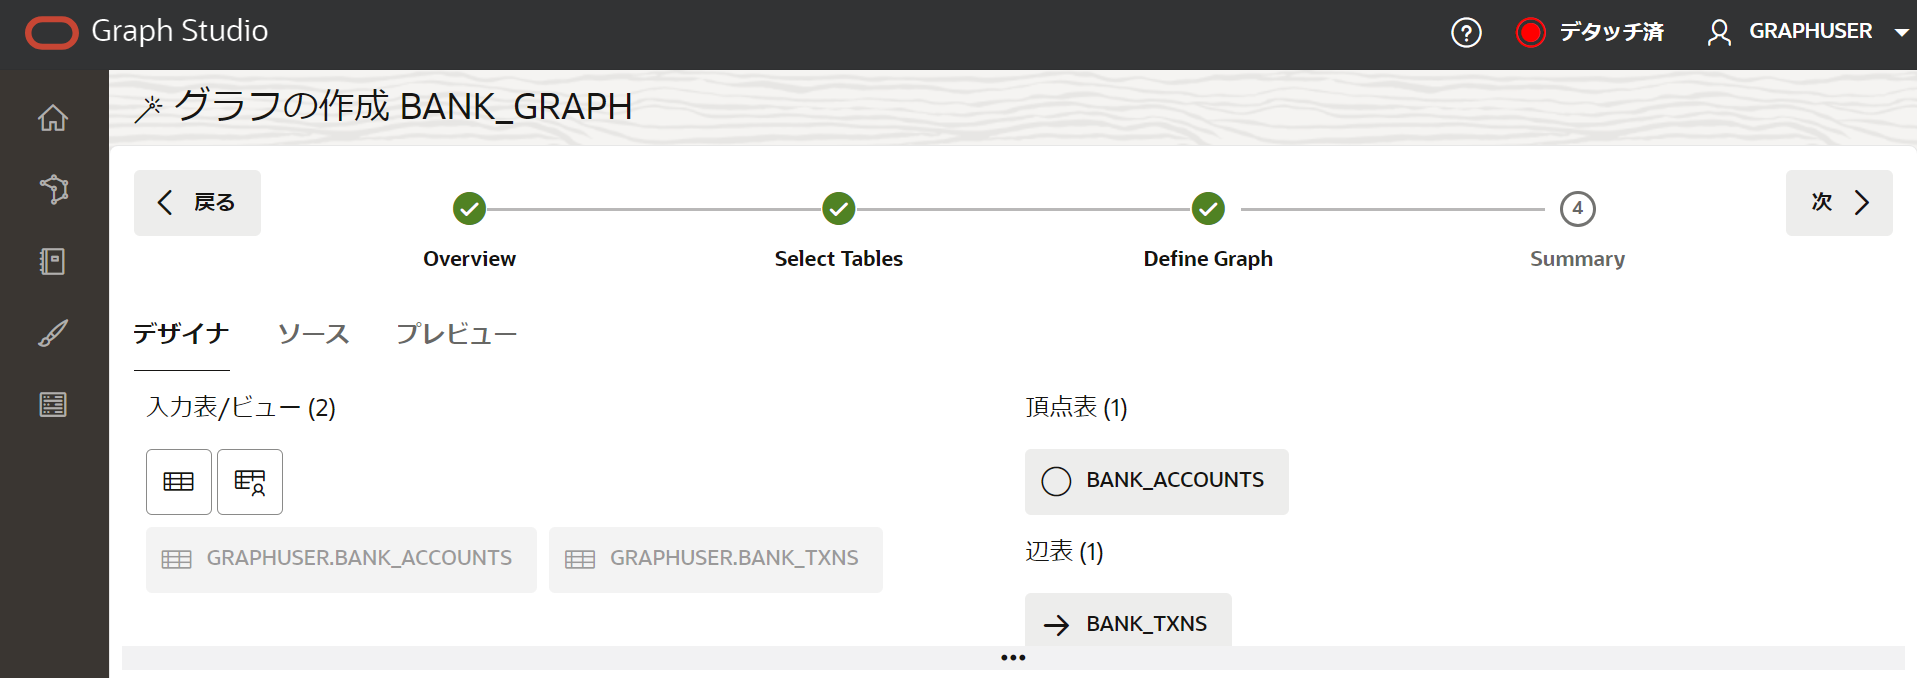 Graph Studio
? デタッチ済 GRAPHUSER
グラフの作成 BANK_GRAPH
戻る
次
4
Overview Select Tables Define Graph Summary
デザイナ ソース プレビュー
入力表/ビュー (2)
GRAPHUSER.BANK_ACCOUNTS GRAPHUSER.BANK_TXNS
頂点表 (1)
BANK_ACCOUNTS
辺表 (1)
BANK_TXNS